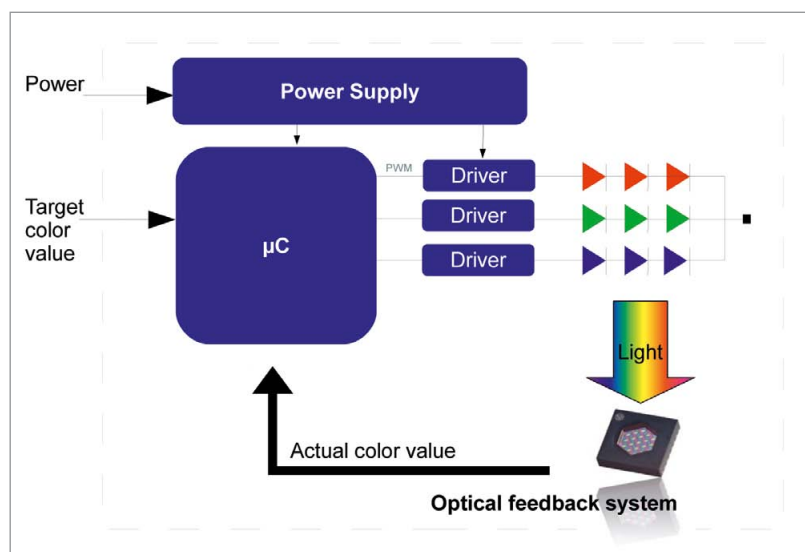 Power
Power Supply
PWM
Driver
Target
color
value
µC
Driver
Driver
Light
Actual color value
Optical feedback system